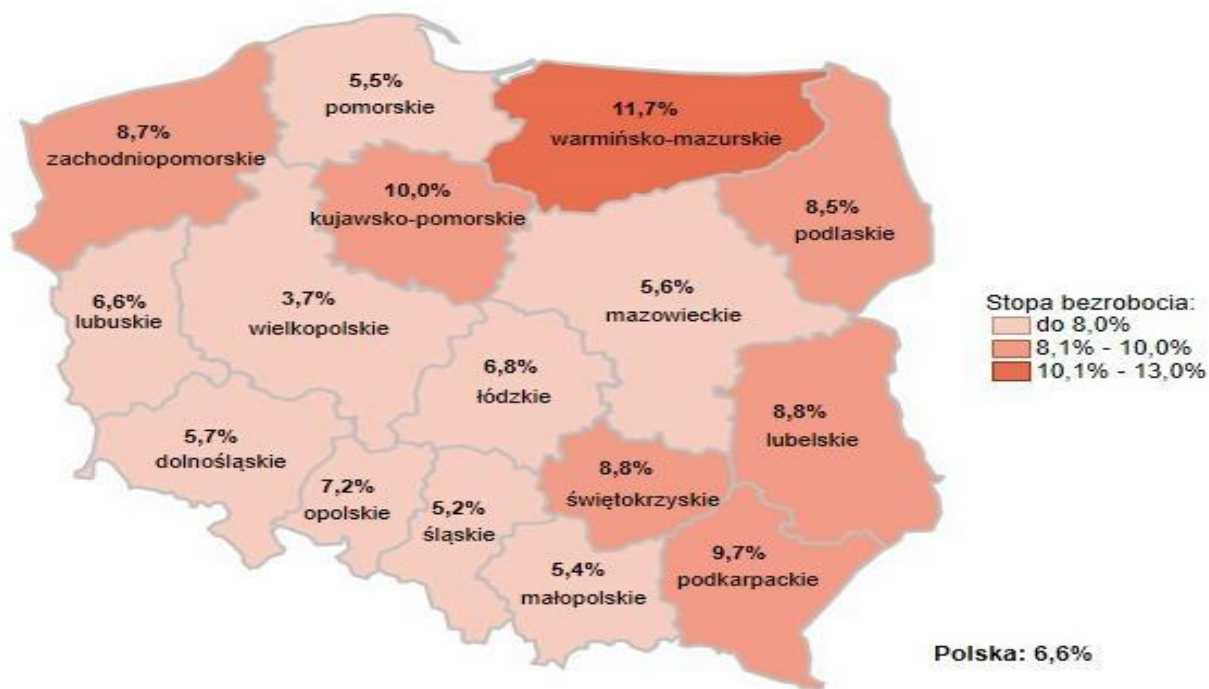 5,5%
pomorskie
11,7%
warmińsko-mazurskie
8,7%
zachodniopomorskie
10,0%
kujawsko-pomorskie
8,5%
podlaskie
6,6%
lubuskie
3,7%
wielkopolskie
5,6%
mazowieckie
Stopa bezrobocia:
do 8,0%
8,1% - 10,0%
10,1% - 13,0%
6,8%
łódzkie
8,8%
lubelskie
5,7%
dolnośląskie
7,2%
opolskie
5,2%
śląskie
8,8%
świętokrzyskie
5,4%
małopolskie
9,7%
podkarpackie
Polska: 6,6%